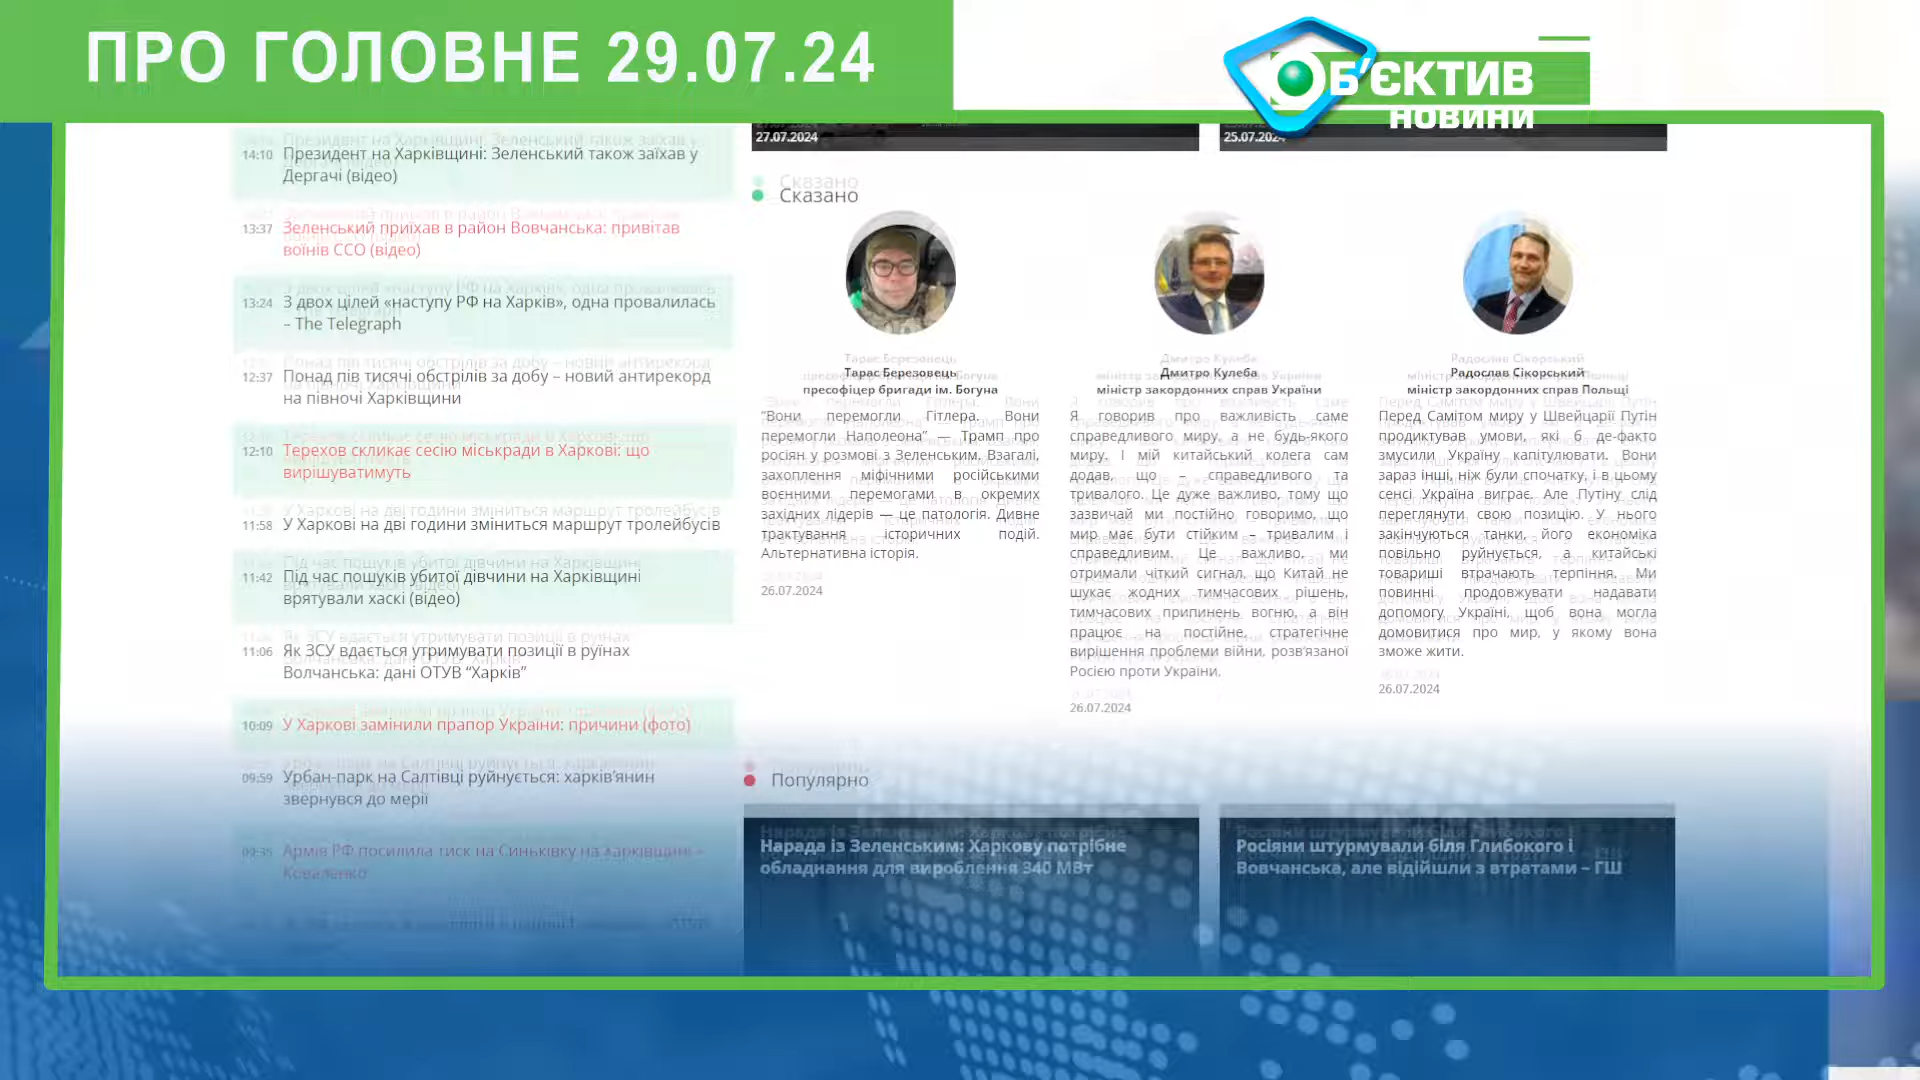 ПРО ГОЛОВНЕ 29.07.24
ОБ'ЄКТИВ
НОВИНИ
14:10 Президент на Харківщині: Зеленський також заїхав у
Дергачі (відео)
13:37 Зеленський приїхав в район Вовчанська: привітав
воїнів ССО (відео)
13:24 З двох цілей «наступу РФ на Харків», одна провалилась
– The Telegraph
12:37 Понад пів тисячі обстрілів за добу – новий антирекорд
на півночі Харківщини
12:10 Терехов скликає сесію міськради в Харкові: що
вирішуватимуть
11:58 У Харкові на дві години зміниться маршрут тролейбусів
11:42 Під час пошуків убитої дівчини на Харківщині
врятували хаскі (відео)
11:06 Як ЗСУ вдається утримувати позиції в руїнах
Волчанська: дані ОТУВ “Харків”
10:09 У Харкові замінили прапор України: причини (фото)
09:59 Урбан-парк на Салтівці руйнується: харків’янин
звернувся до мерії
09:35 Армія РФ посилила тиск на Синьківку на Харківщині –
Коваленко
27.07.2024
25.07.2024
Сказано
Тарас Березовець
пресофіцер бригади ім. Богуна
“Вони перемогли Гітлера. Вони
перемогли Наполеона” — Трамп про
росіян у розмові з Зеленським. Взагалі,
захоплення міфічними російськими
воєнними перемогами в окремих
західних лідерів — це патологія. Дивне
трактування історичних подій.
Альтернативна історія.
26.07.2024
Дмитро Кулеба
міністр закордонних справ України
Я говорив про важливість саме
справедливого миру, а не будь-якого
миру. І мій китайський колега сам
додав, що – справедливого та
тривалого. Це дуже важливо, тому що
зазвичай ми постійно говоримо, що
мир має бути стійким – тривалим і
справедливим. Це важливо, ми
отримали чіткий сигнал, що Китай не
шукає жодних тимчасових рішень,
тимчасових припинень вогню, а він
працює на постійне, стратегічне
вирішення проблеми війни, розв’язаної
Росією проти України.
26.07.2024
Радослав Сікорський
міністр закордонних справ Польщі
Перед Самітом миру у Швейцарії Путін
продиктував умови, які б де-факто
змусили Україну капітулювати. Вони
зараз інші, ніж були спочатку, і в цьому
сенсі Україна виграє. Але Путіну слід
переглянути свою позицію. У нього
закінчуються танки, його економіка
повільно руйнується, а китайські
товариші втрачають терпіння. Ми
повинні продовжувати надавати
допомогу Україні, щоб вона могла
домовитися про мир, у якому вона
зможе жити.
26.07.2024
Популярно
Нарада із Зеленським: Харкову потрібне
обладнання для вироблення 340 МВт
Росіяни штурмували біля Глибокого і
Вовчанська, але відійшли з втратами – ГШ